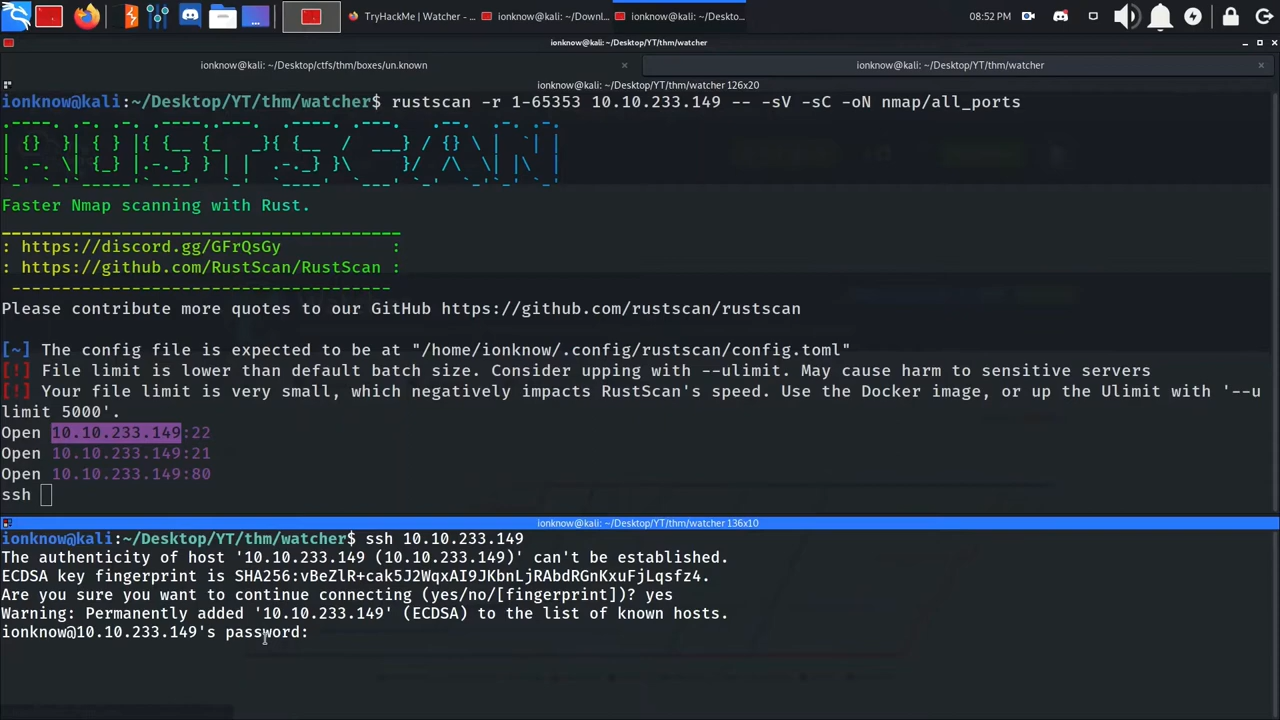 TryHackMe | Watcher -...
ionknow@kali: ~/Downl...
ionknow@kali: ~/Deskto...
08:52 PM
ionknow@kali: ~/Desktop/YT/thm/watcher
ionknow@kali: ~/Desktop/ctfs/thm/boxes/un.known
ionknow@kali: ~/Desktop/YT/thm/watcher
ionknow@kali: ~/Desktop/YT/thm/watcher 126x20
ionknow@kali:~/Desktop/YT/thm/watcher$ rustscan -r 1-65353 10.10.233.149 -- -sV -sC -oN nmap/all_ports
RUSTSCAN
Faster Nmap scanning with Rust.
________________________________________
: https://discord.gg/GFrQsGy           :
: https://github.com/RustScan/RustScan :
 --------------------------------------
Please contribute more quotes to our GitHub https://github.com/rustscan/rustscan
[~] The config file is expected to be at "/home/ionknow/.config/rustscan/config.toml"
[!] File limit is lower than default batch size. Consider upping with --ulimit. May cause harm to sensitive servers
[!] Your file limit is very small, which negatively impacts RustScan's speed. Use the Docker image, or up the Ulimit with '--u
limit 5000'.
Open 10.10.233.149:22
Open 10.10.233.149:21
Open 10.10.233.149:80
ssh
ionknow@kali: ~/Desktop/YT/thm/watcher 136x10
ionknow@kali:~/Desktop/YT/thm/watcher$ ssh 10.10.233.149
The authenticity of host '10.10.233.149 (10.10.233.149)' can't be established.
ECDSA key fingerprint is SHA256:vBeZlR+cak5J2WqxAI9JKbnLjRAbdRGnKxuFjLqsfz4.
Are you sure you want to continue connecting (yes/no/[fingerprint])? yes
Warning: Permanently added '10.10.233.149' (ECDSA) to the list of known hosts.
ionknow@10.10.233.149's password: